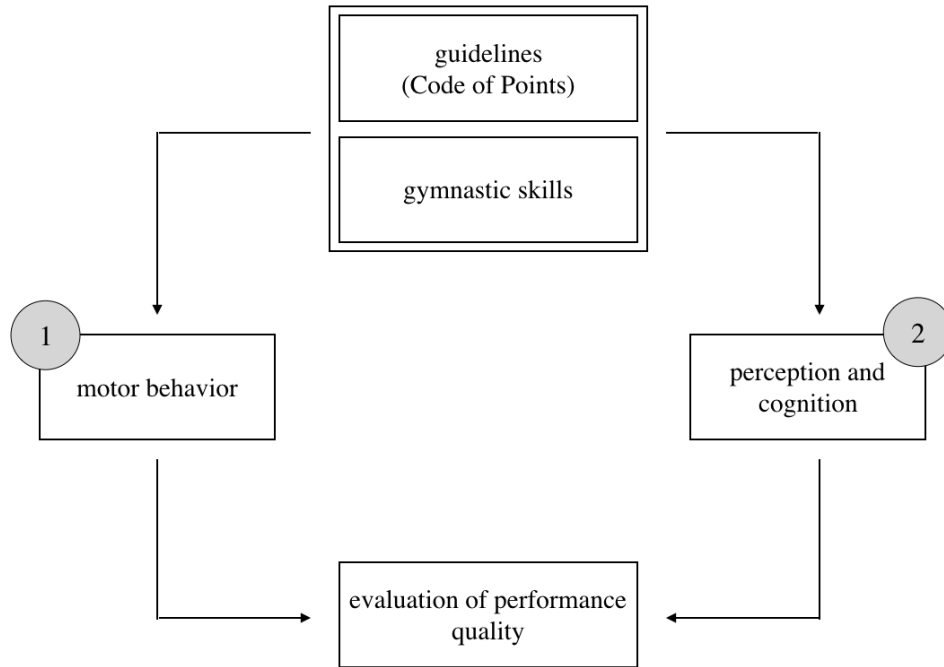 guidelines
(Code of Points)
gymnastic skills
1
motor behavior
2
perception and
cognition
evaluation of performance
quality